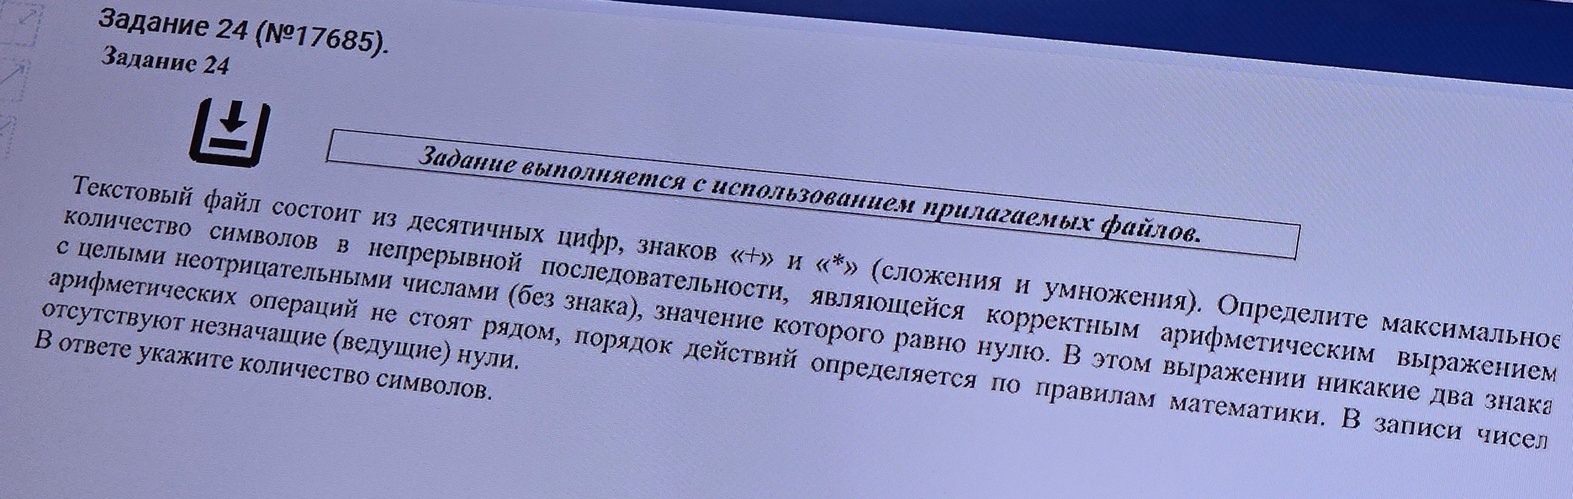 Задание 24 (№17685).
Задание 24
Задание выполняется с использованием прилагаемых файлов.
Текстовый файл состоит из десятичных цифр, знаков «+» и «*» (сложения и умножения). Определите максимальное
количество символов в непрерывной последовательности, являющейся корректным арифметическим выражением
с целыми неотрицательными числами (без знака), значение которого равно нулю. В этом выражении никакие два знака
арифметических операций не стоят рядом, порядок действий определяется по правилам математики. В записи чисел
отсутствуют незначащие (ведущие) нули.
В ответе укажите количество символов.